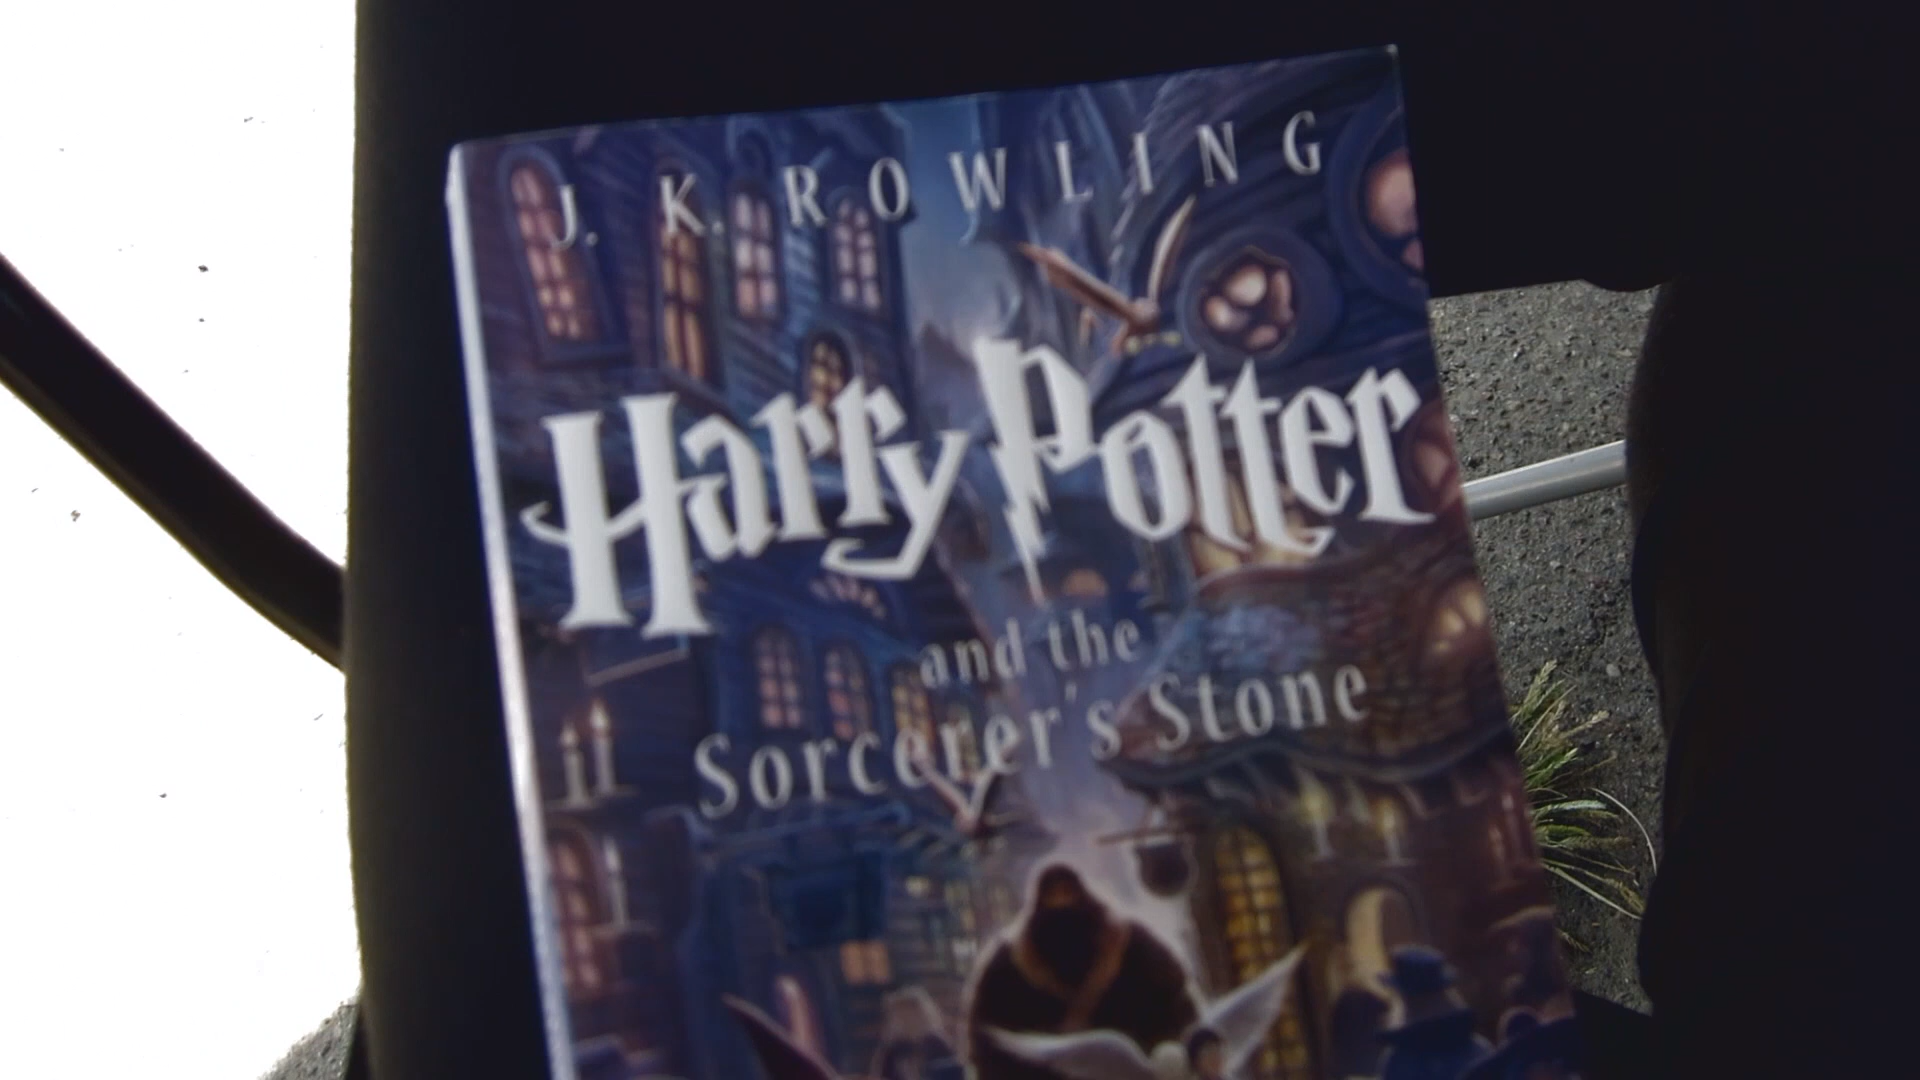 J. K. ROWLING
Harry Potter
and the
Sorcerer's Stone